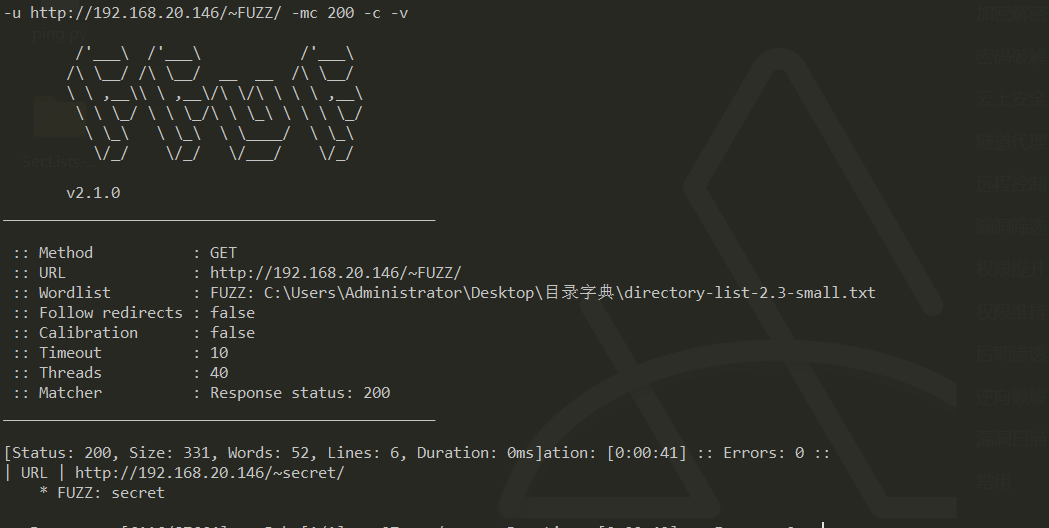 -u http://192.168.20.146/~FUZZ/ -mc 200 -c -v
ping.py
SecLists
v2.1.0
:: Method : GET
:: URL : http://192.168.20.146/~FUZZ/
:: Wordlist : FUZZ: C:\Users\Administrator\Desktop\目录字典\directory-list-2.3-small.txt
:: Follow redirects : false
:: Calibration : false
:: Timeout : 10
:: Threads : 40
:: Matcher : Response status: 200
[Status: 200, Size: 331, Words: 52, Lines: 6, Duration: 0ms]ation: [0:00:41] :: Errors: 0 ::
| URL | http://192.168.20.146/~secret/
* FUZZ: secret